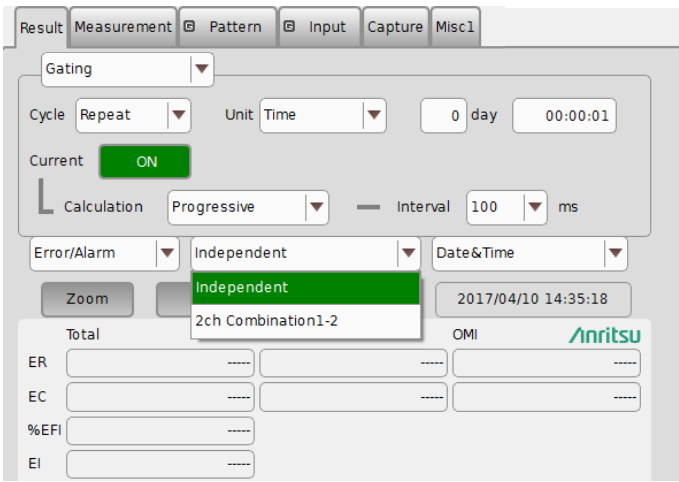 Result Measurement G Pattern G Input Capture Misc1
Gating
Cycle Repeat Unit Time 0 day 00:00:01
Current ON
Calculation Progressive Interval 100 ms
Error/Alarm Independent Date&Time
Independent
Zoom 2017/04/10 14:35:18
2ch Combination1-2
Total OMI Anritsu
ER ----- ----- -----
EC ----- ----- -----
%EFI -----
EI -----